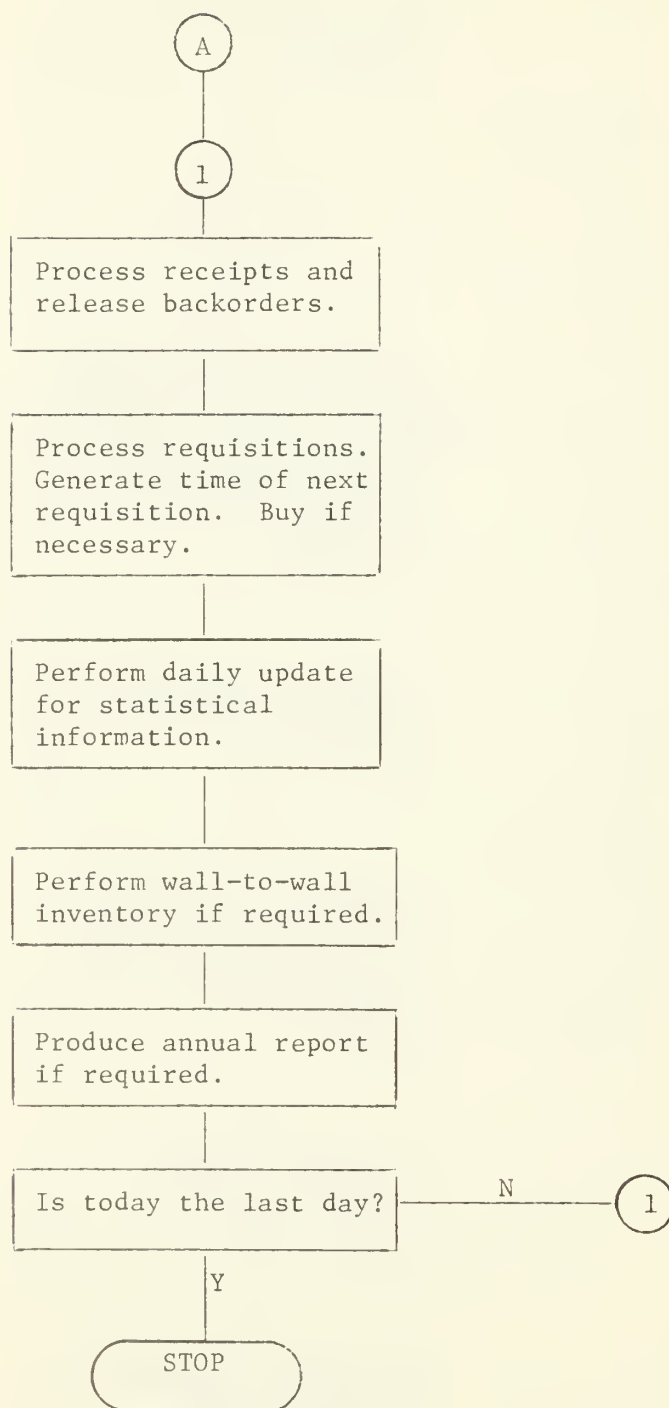 A
1
Process receipts and
release backorders.
Process requisitions.
Generate time of next
requisition.  Buy if
necessary.
Perform daily update
for statistical
information.
Perform wall-to-wall
inventory if required.
Produce annual report
if required.
Is today the last day?
N
1
Y
STOP